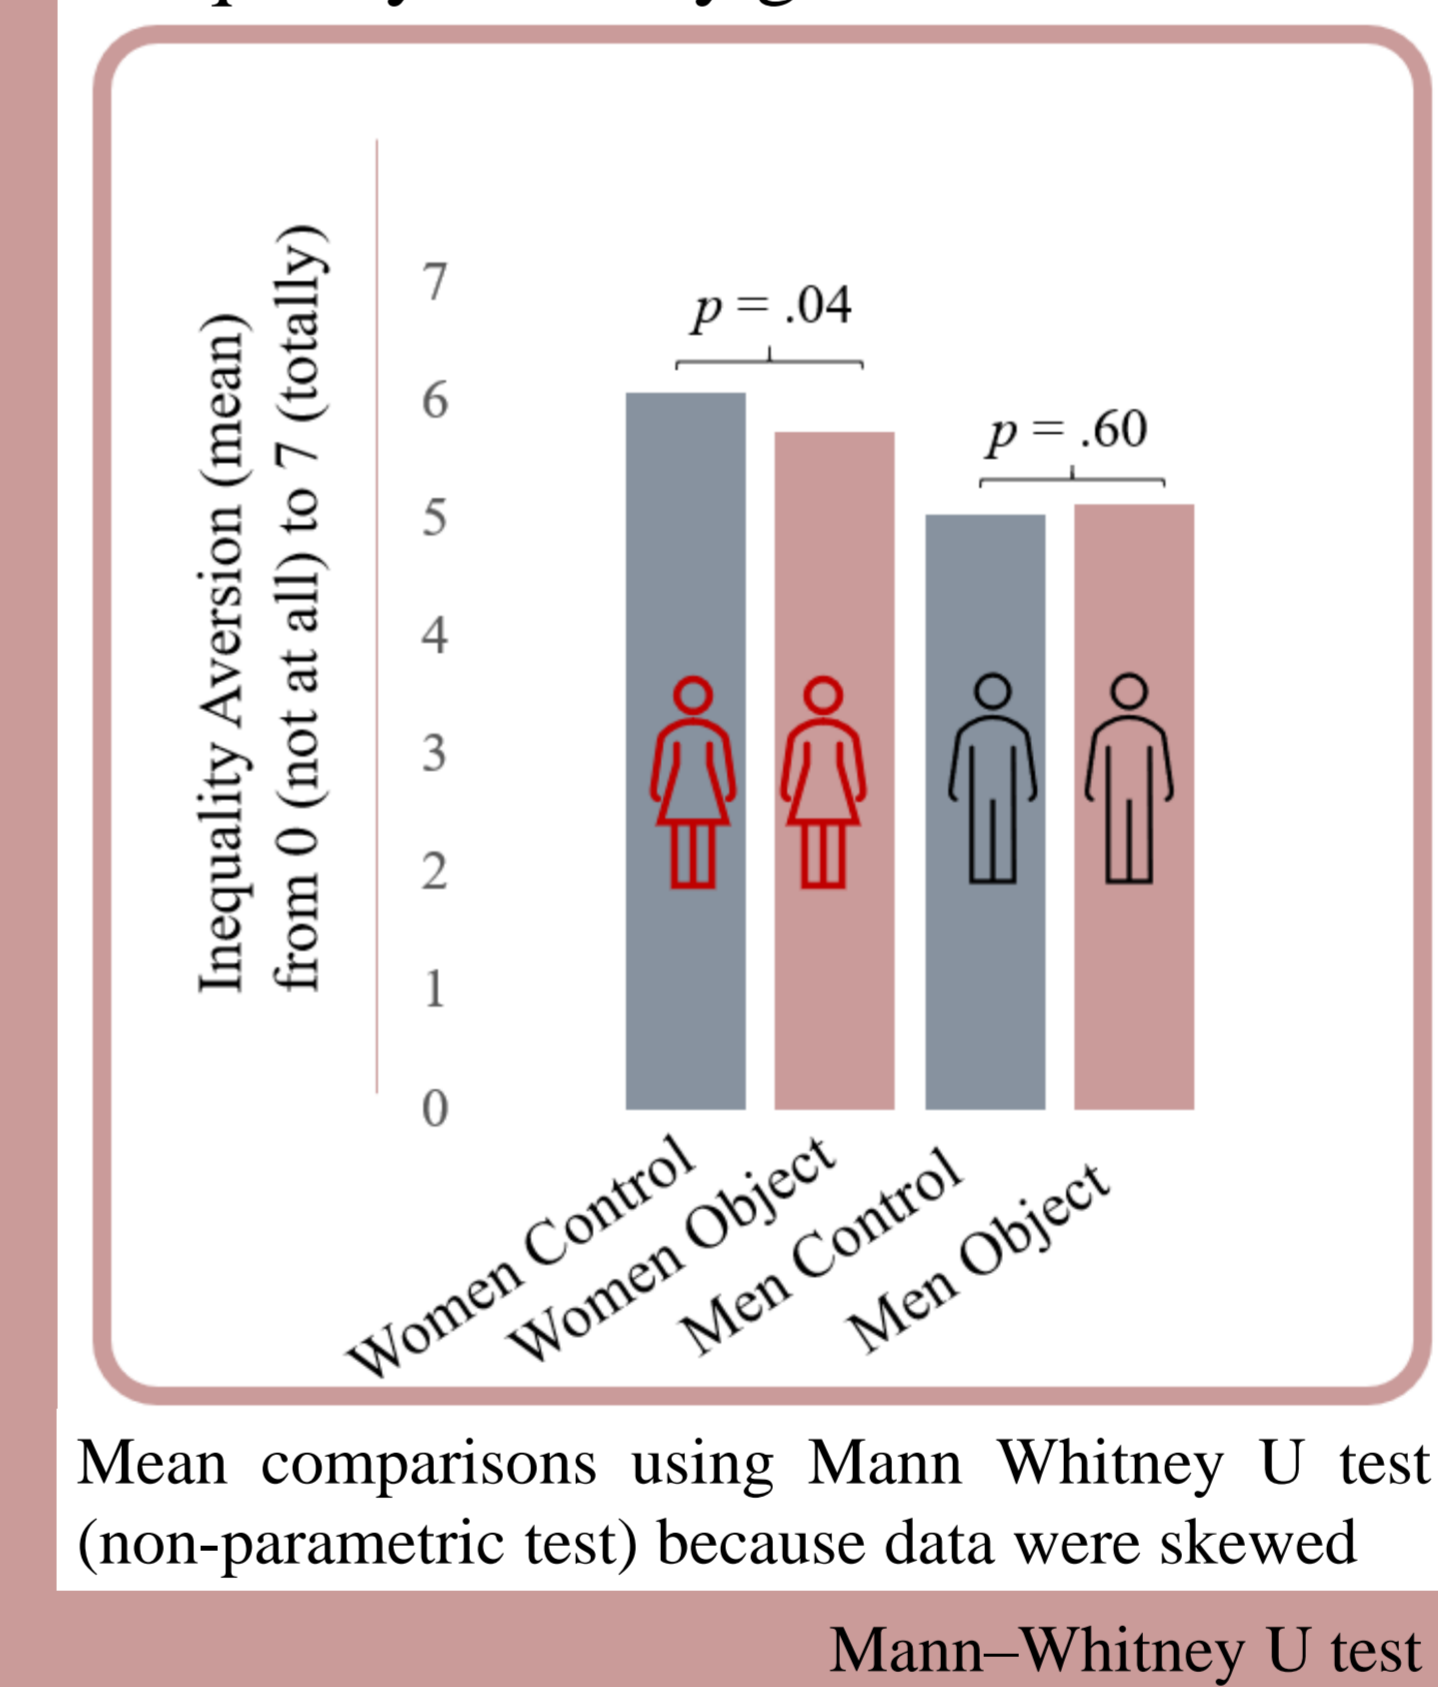 Inequality Aversion (mean)
from 0 (not at all) to 7 (totally)
7
6
5
4
3
2
1
0
p = .04
p = .60
Women Control
Women Object
Men Control
Men Object
Mean comparisons using Mann Whitney U test
(non-parametric test) because data were skewed
Mann–Whitney U test